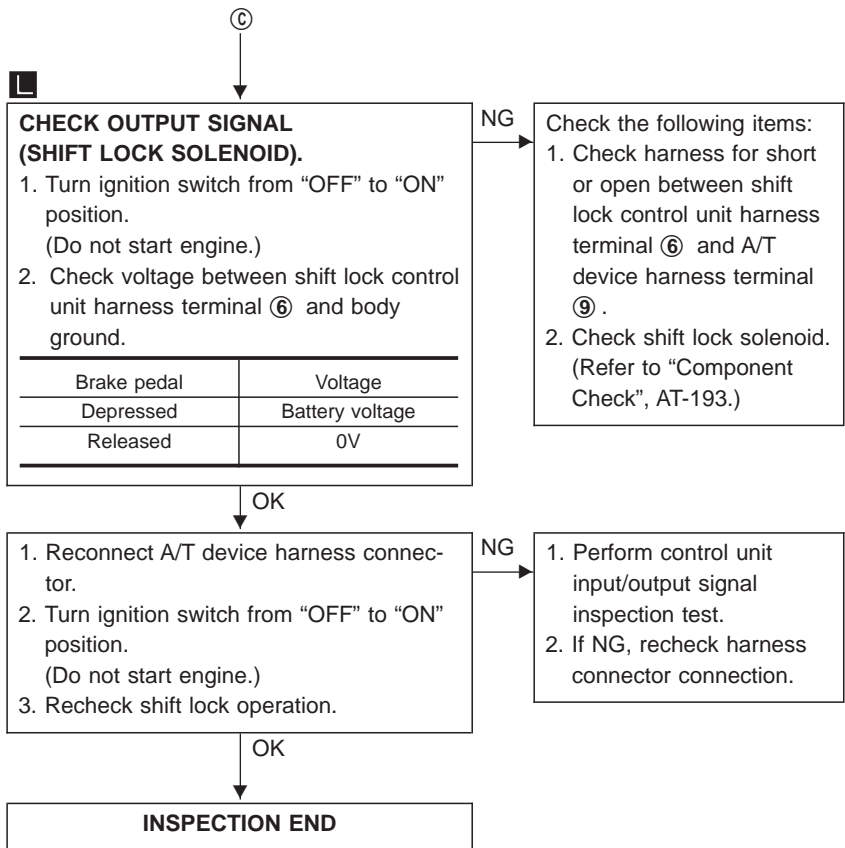 Ⓒ
L
CHECK OUTPUT SIGNAL
(SHIFT LOCK SOLENOID).
1. Turn ignition switch from “OFF” to “ON”
position.
(Do not start engine.)
2. Check voltage between shift lock control
unit harness terminal ⑥ and body
ground.
Brake pedal Voltage
Depressed Battery voltage
Released 0V
NG
Check the following items:
1. Check harness for short
or open between shift
lock control unit harness
terminal ⑥ and A/T
device harness terminal
⑨ .
2. Check shift lock solenoid.
(Refer to “Component
Check”, AT-193.)
OK
1. Reconnect A/T device harness connec-
tor.
2. Turn ignition switch from “OFF” to “ON”
position.
(Do not start engine.)
3. Recheck shift lock operation.
NG
1. Perform control unit
input/output signal
inspection test.
2. If NG, recheck harness
connector connection.
OK
INSPECTION END